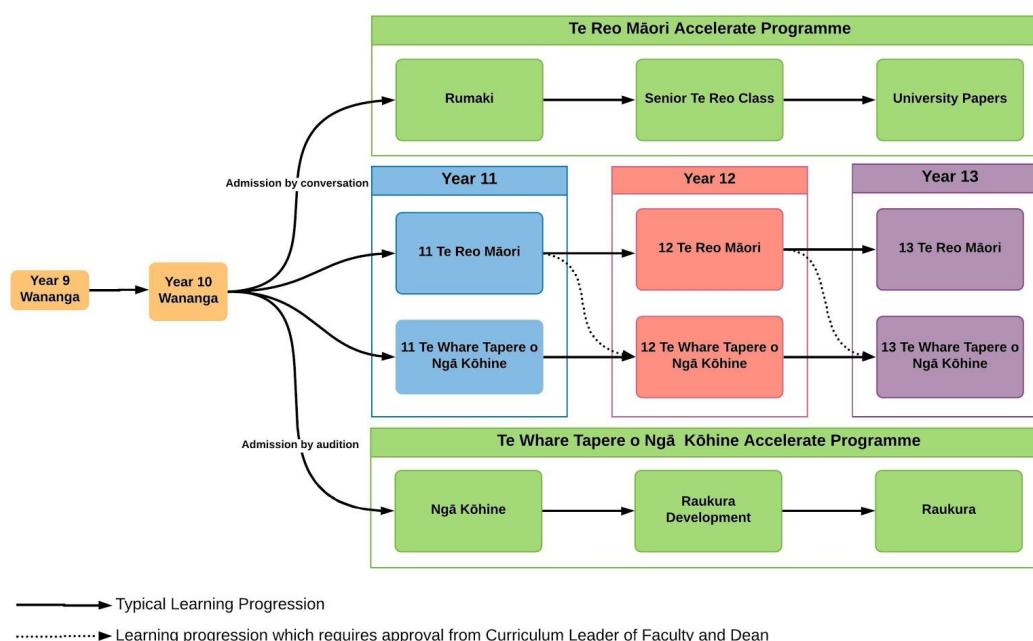 Te Reo Māori Accelerate Programme
Rumaki
Senior Te Reo Class
University Papers
Admission by conversation
Year 11
Year 12
Year 13
11 Te Reo Māori
12 Te Reo Māori
13 Te Reo Māori
Year 9
Wananga
Year 10
Wananga
11 Te Whare Tapere o
Ngā Kōhine
12 Te Whare Tapere o
Ngā Kōhine
13 Te Whare Tapere o
Ngā Kōhine
Admission by audition
Te Whare Tapere o Ngā Kōhine Accelerate Programme
Ngā Kōhine
Raukura
Development
Raukura
Typical Learning Progression
Learning progression which requires approval from Curriculum Leader of Faculty and Dean